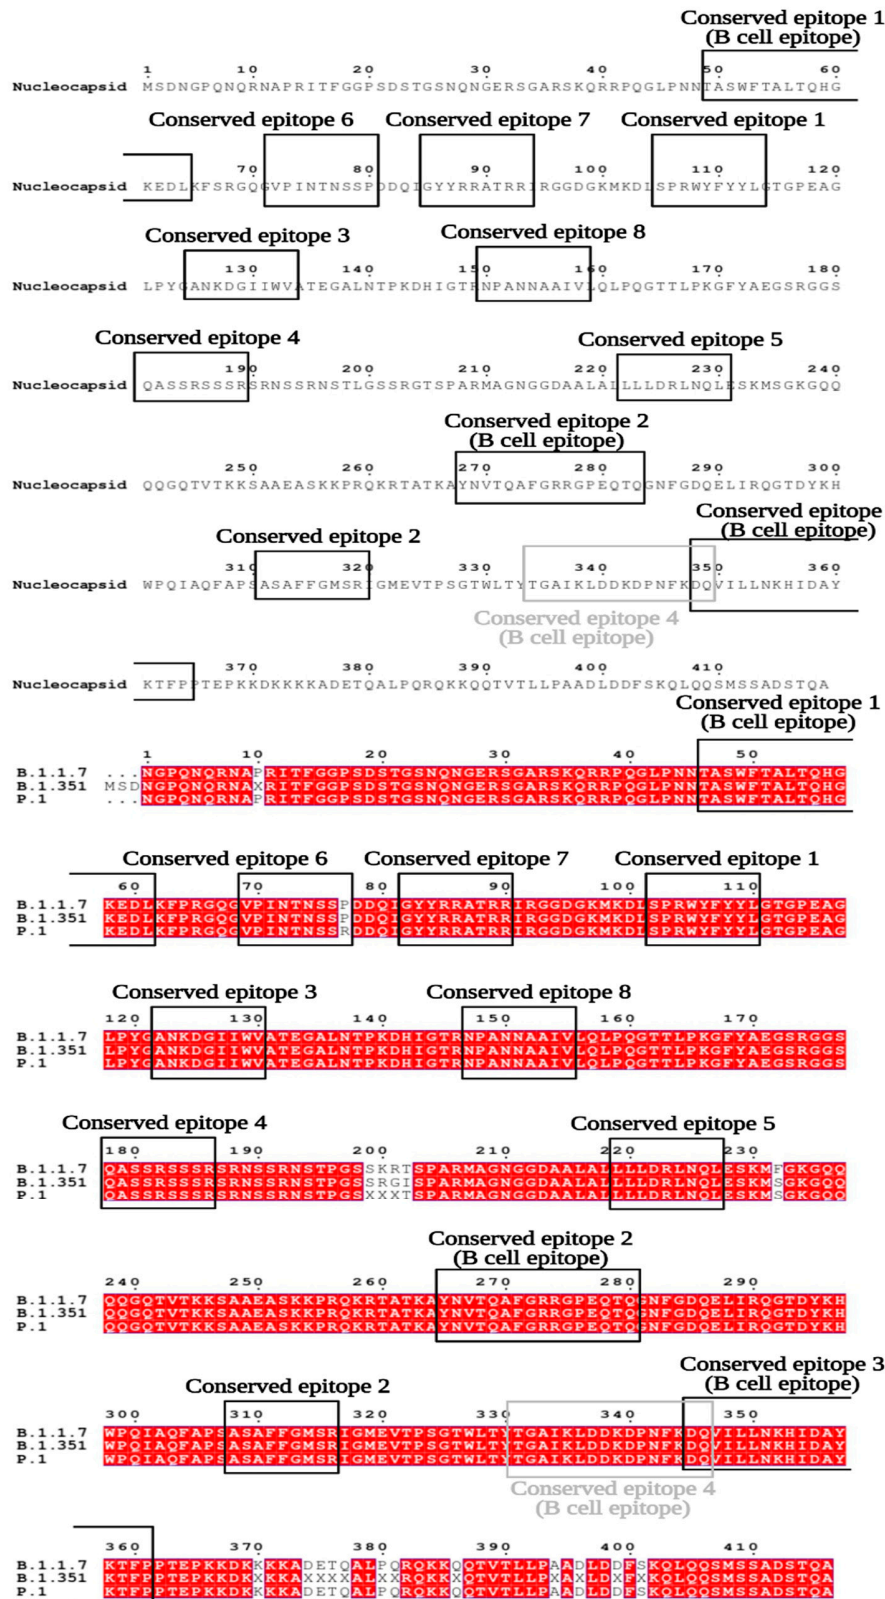 Conserved epitope 1
(B cell epitope)
1 10 20 30 40 50 60
Nucleocapsid MSDNGPQNQRNAPRITFGGPSDSTGSNQNGERSGARSKQRRPQGLPNNTASWFTALTQHG
Conserved epitope 6 Conserved epitope 7 Conserved epitope 1
70 80 90 100 110 120
Nucleocapsid KEDLKFSRGQGVPINTNSSPDDQIGYYRRATRRIRGGDGKMKDLSPRWYFYYLGTGPEAG
Conserved epitope 3 Conserved epitope 8
130 140 150 160 170 180
Nucleocapsid LPYGANKDGIIWVATEGALNTPKDHIGTRNPANNAAIVLQLPQGTTLPKGFYAEGSRGGS
Conserved epitope 4 Conserved epitope 5
190 200 210 220 230 240
Nucleocapsid QASSRSSSRSRNSSRNSTLGSSRGTSPARMAGNGGDAALALLLLDRLNQLESKMSGKGQQ
Conserved epitope 2
(B cell epitope)
250 260 270 280 290 300
Nucleocapsid QQGQTVTKKSAAEASKKPRQKRTATKAYNVTQAFGRRGPEQTQGNFGDQELIRQGTDYKH
Conserved epitope 2 Conserved epitope
(B cell epitope)
310 320 330 340 350 360
Nucleocapsid WPQIAQFAPSASAFFGMSRIGMEVTPSGTWLTYTGAIKLDDKDPNFKDQVILLNKHIDAY
Conserved epitope 4
(B cell epitope)
370 380 390 400 410
Nucleocapsid KTFPPTEPKKDKKKKADETQALPQRQKKQQTVTLLPAADLDDFSKQLQQSMSSADSTQA
Conserved epitope 1
(B cell epitope)
1 10 20 30 40 50
B.1.1.7 ...NGPQNQRNAPRITFGGPSDSTGSNQNGERSGARSKQRRPQGLPNNTASWFTALTQHG
B.1.351 MSDNGPQNQRNAXRITFGGPSDSTGSNQNGERSGARSKQRRPQGLPNNTASWFTALTQHG
P.1 ...NGPQNQRNAPRITFGGPSDSTGSNQNGERSGARSKQRRPQGLPNNTASWFTALTQHG
Conserved epitope 6 Conserved epitope 7 Conserved epitope 1
60 70 80 90 100 110
B.1.1.7 KEDLKFPRGQGVPINTNSSPDDQIGYYRRATRRIRGGDGKMKDLSPRWYFYYLGTGPEAG
B.1.351 KEDLKFPRGQGVPINTNSSPDDQIGYYRRATRRIRGGDGKMKDLSPRWYFYYLGTGPEAG
P.1 KEDLKFPRGQGVPINTNSSRDDQIGYYRRATRRIRGGDGKMKDLSPRWYFYYLGTGPEAG
Conserved epitope 3 Conserved epitope 8
120 130 140 150 160 170
B.1.1.7 LPYGANKDGIIWVATEGALNTPKDHIGTRNPANNAAIVLQLPQGTTLPKGFYAEGSRGGS
B.1.351 LPYGANKDGIIWVATEGALNTPKDHIGTRNPANNAAIVLQLPQGTTLPKGFYAEGSRGGS
P.1 LPYGANKDGIIWVATEGALNTPKDHIGTRNPANNAAIVLQLPQGTTLPKGFYAEGSRGGS
Conserved epitope 4 Conserved epitope 5
180 190 200 210 220 230
B.1.1.7 QASSRSSSRSRNSSRNSTPGSSKRTSPARMAGNGGDAALALLLLDRLNQLESKMFGKGQQ
B.1.351 QASSRSSSRSRNSSRNSTPGSSRGISPARMAGNGGDAALALLLLDRLNQLESKMSGKGQQ
P.1 QASSRSSSRSRNSSRNSTPGSXXXTSPARMAGNGGDAALALLLLDRLNQLESKMSGKGQQ
Conserved epitope 2
(B cell epitope)
240 250 260 270 280 290
B.1.1.7 QQGQTVTKKSAAEASKKPRQKRTATKAYNVTQAFGRRGPEQTQGNFGDQELIRQGTDYKH
B.1.351 QQGQTVTKKSAAEASKKPRQKRTATKAYNVTQAFGRRGPEQTQGNFGDQELIRQGTDYKH
P.1 QQGQTVTKKSAAEASKKPRQKRTATKAYNVTQAFGRRGPEQTQGNFGDQELIRQGTDYKH
Conserved epitope 2 Conserved epitope 3
(B cell epitope)
300 310 320 330 340 350
B.1.1.7 WPQIAQFAPSASAFFGMSRIGMEVTPSGTWLTYTGAIKLDDKDPNFKDQVILLNKHIDAY
B.1.351 WPQIAQFAPSASAFFGMSRIGMEVTPSGTWLTYTGAIKLDDKDPNFKDQVILLNKHIDAY
P.1 WPQIAQFAPSASAFFGMSRIGMEVTPSGTWLTYTGAIKLDDKDPNFKDQVILLNKHIDAY
Conserved epitope 4
(B cell epitope)
360 370 380 390 400 410
B.1.1.7 KTFPPTEPKKDKKKKADETQALPQRQKKQQTVTLLPAADLDDFSKQLQQSMSSADSTQA
B.1.351 KTFPPTEPKKDKXKKAXXXXALXXRQKKXQTVTLLPXAXLDXFXKQLQQSMSSADSTQA
P.1 KTFPPTEPKKDKKKKADETQALPQRQKKQQTVTLLPAADLDDFSKQLQQSMSSADSTQA